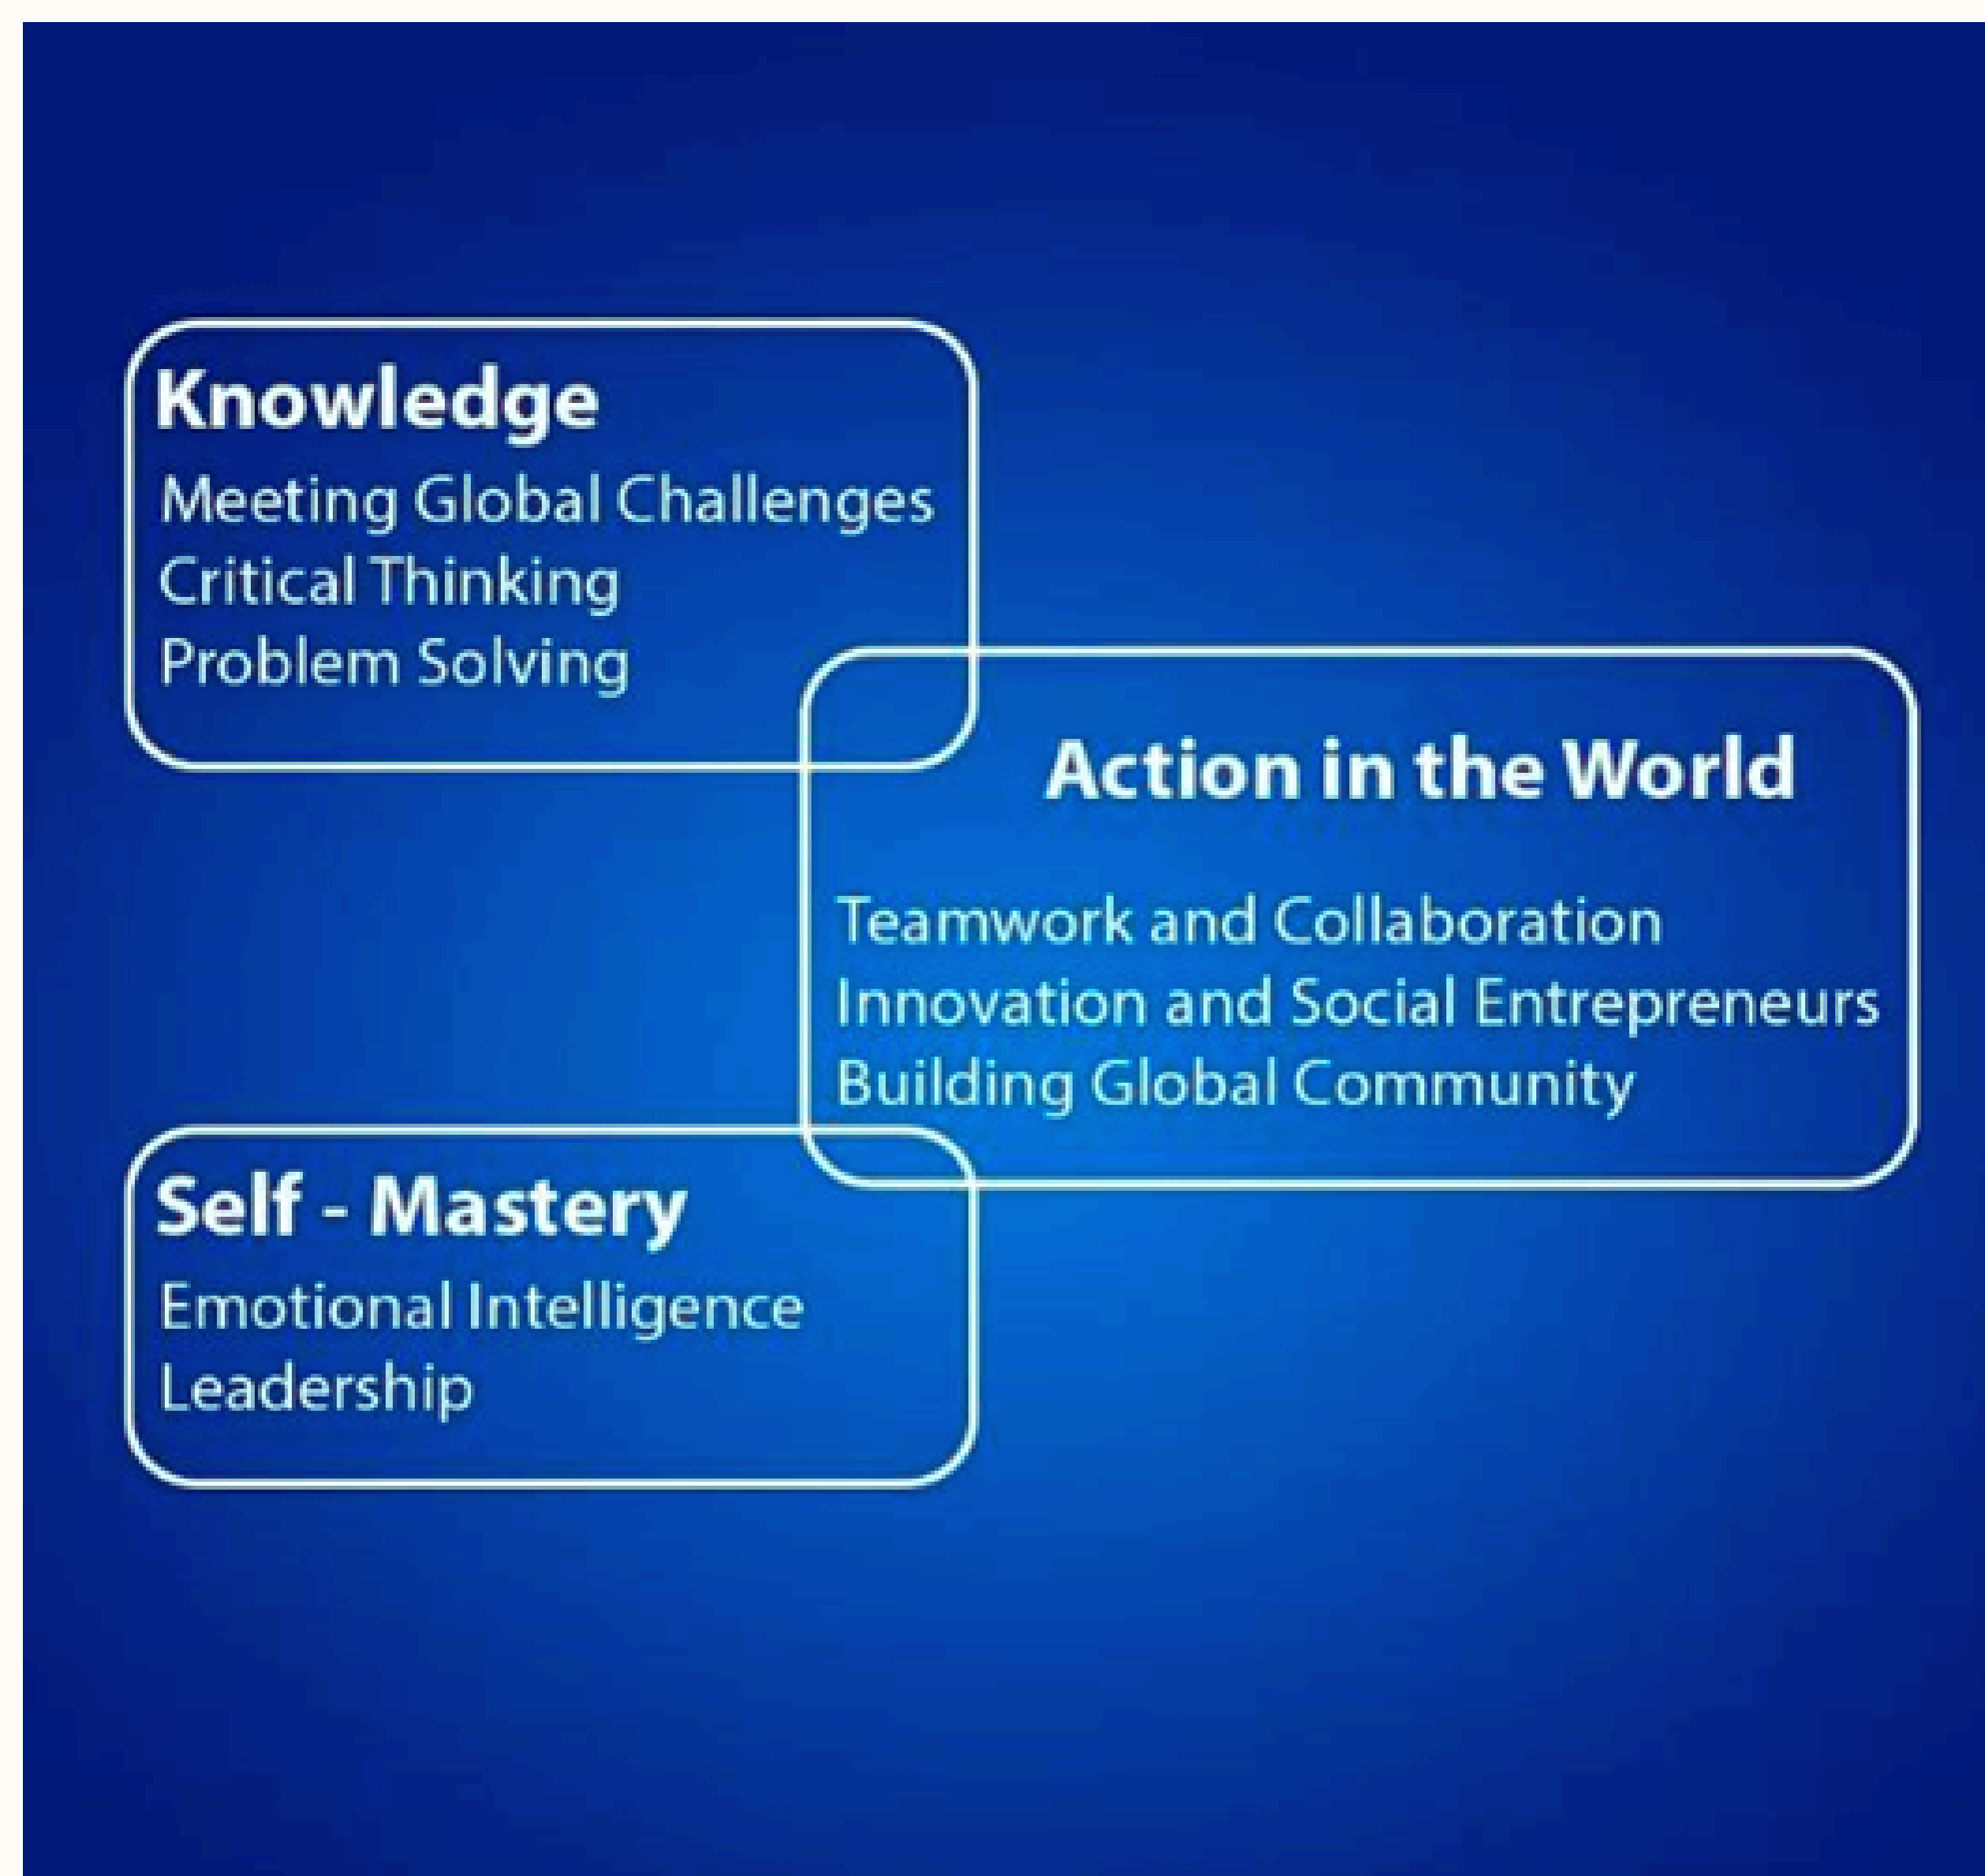 Knowledge
Meeting Global Challenges
Critical Thinking
Problem Solving
Action in the World
Teamwork and Collaboration
Innovation and Social Entrepreneurs
Building Global Community
Self - Mastery
Emotional Intelligence
Leadership